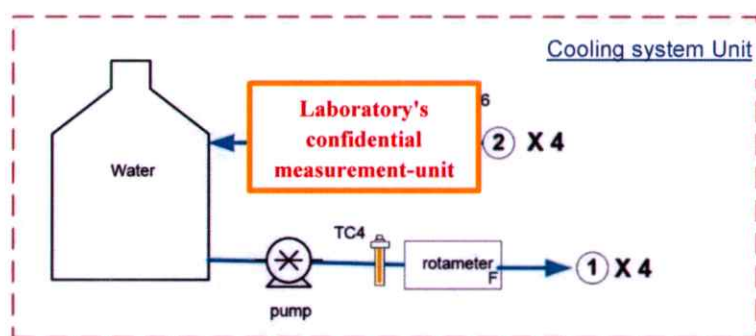 Cooling system Unit
Laboratory's
confidential
measurement-unit
6
2 X 4
Water
TC4
rotameter
F
1 X 4
pump